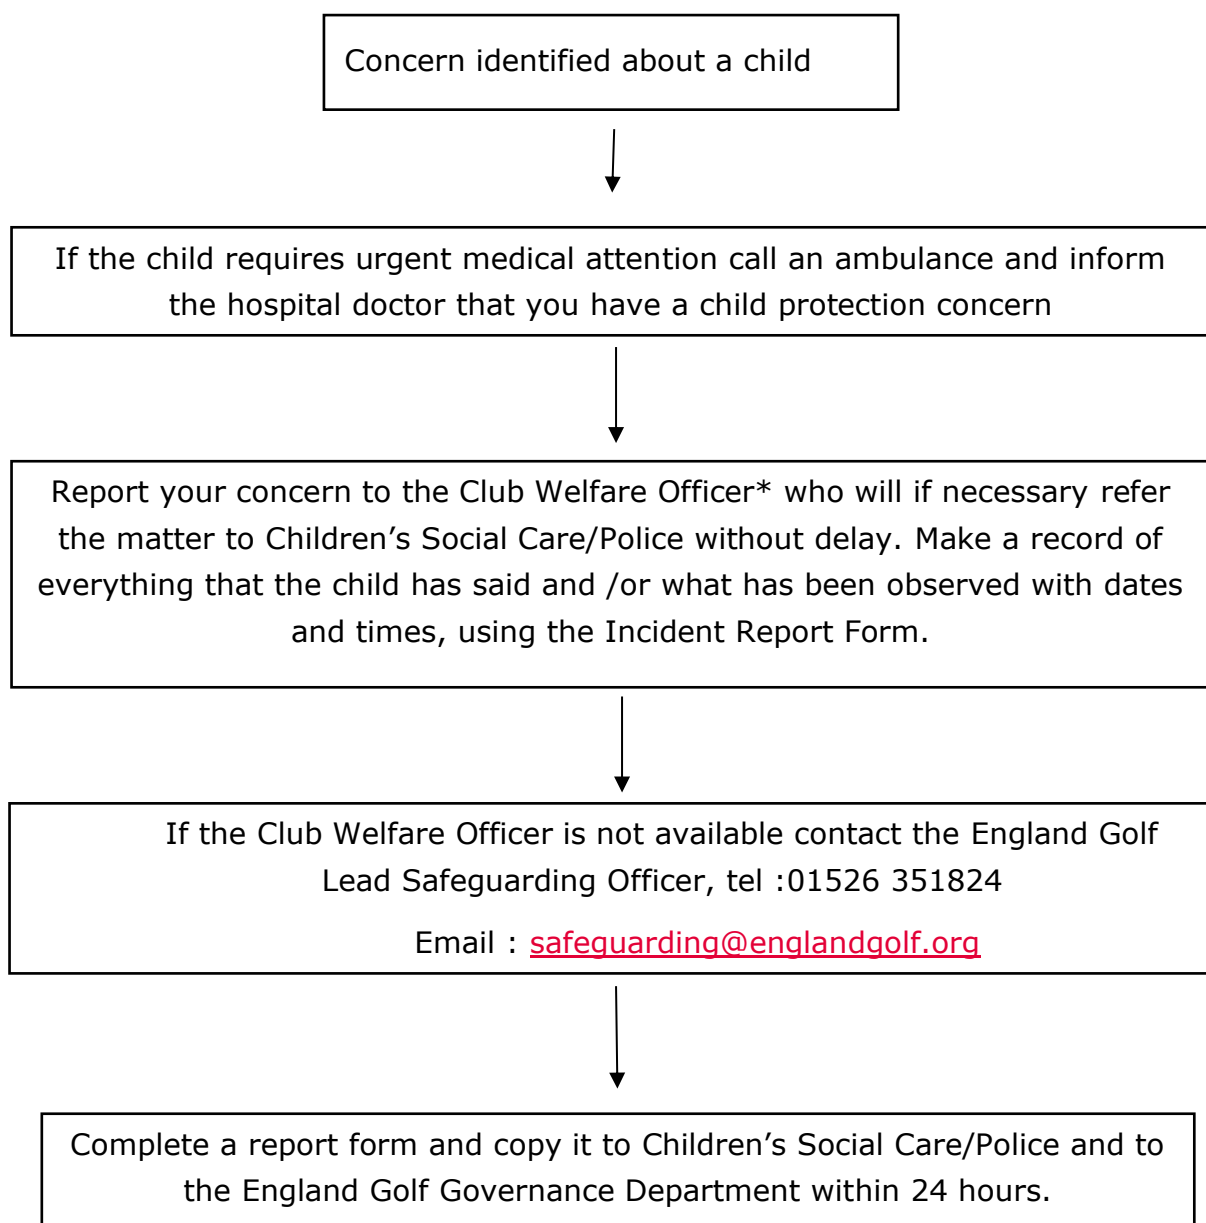 Concern identified about a child
If the child requires urgent medical attention call an ambulance and inform
the hospital doctor that you have a child protection concern
Report your concern to the Club Welfare Officer* who will if necessary refer
the matter to Children’s Social Care/Police without delay. Make a record of
everything that the child has said and /or what has been observed with dates
and times, using the Incident Report Form.
If the Club Welfare Officer is not available contact the England Golf
Lead Safeguarding Officer, tel :01526 351824
Email : safeguarding@englandgolf.org
Complete a report form and copy it to Children’s Social Care/Police and to
the England Golf Governance Department within 24 hours.